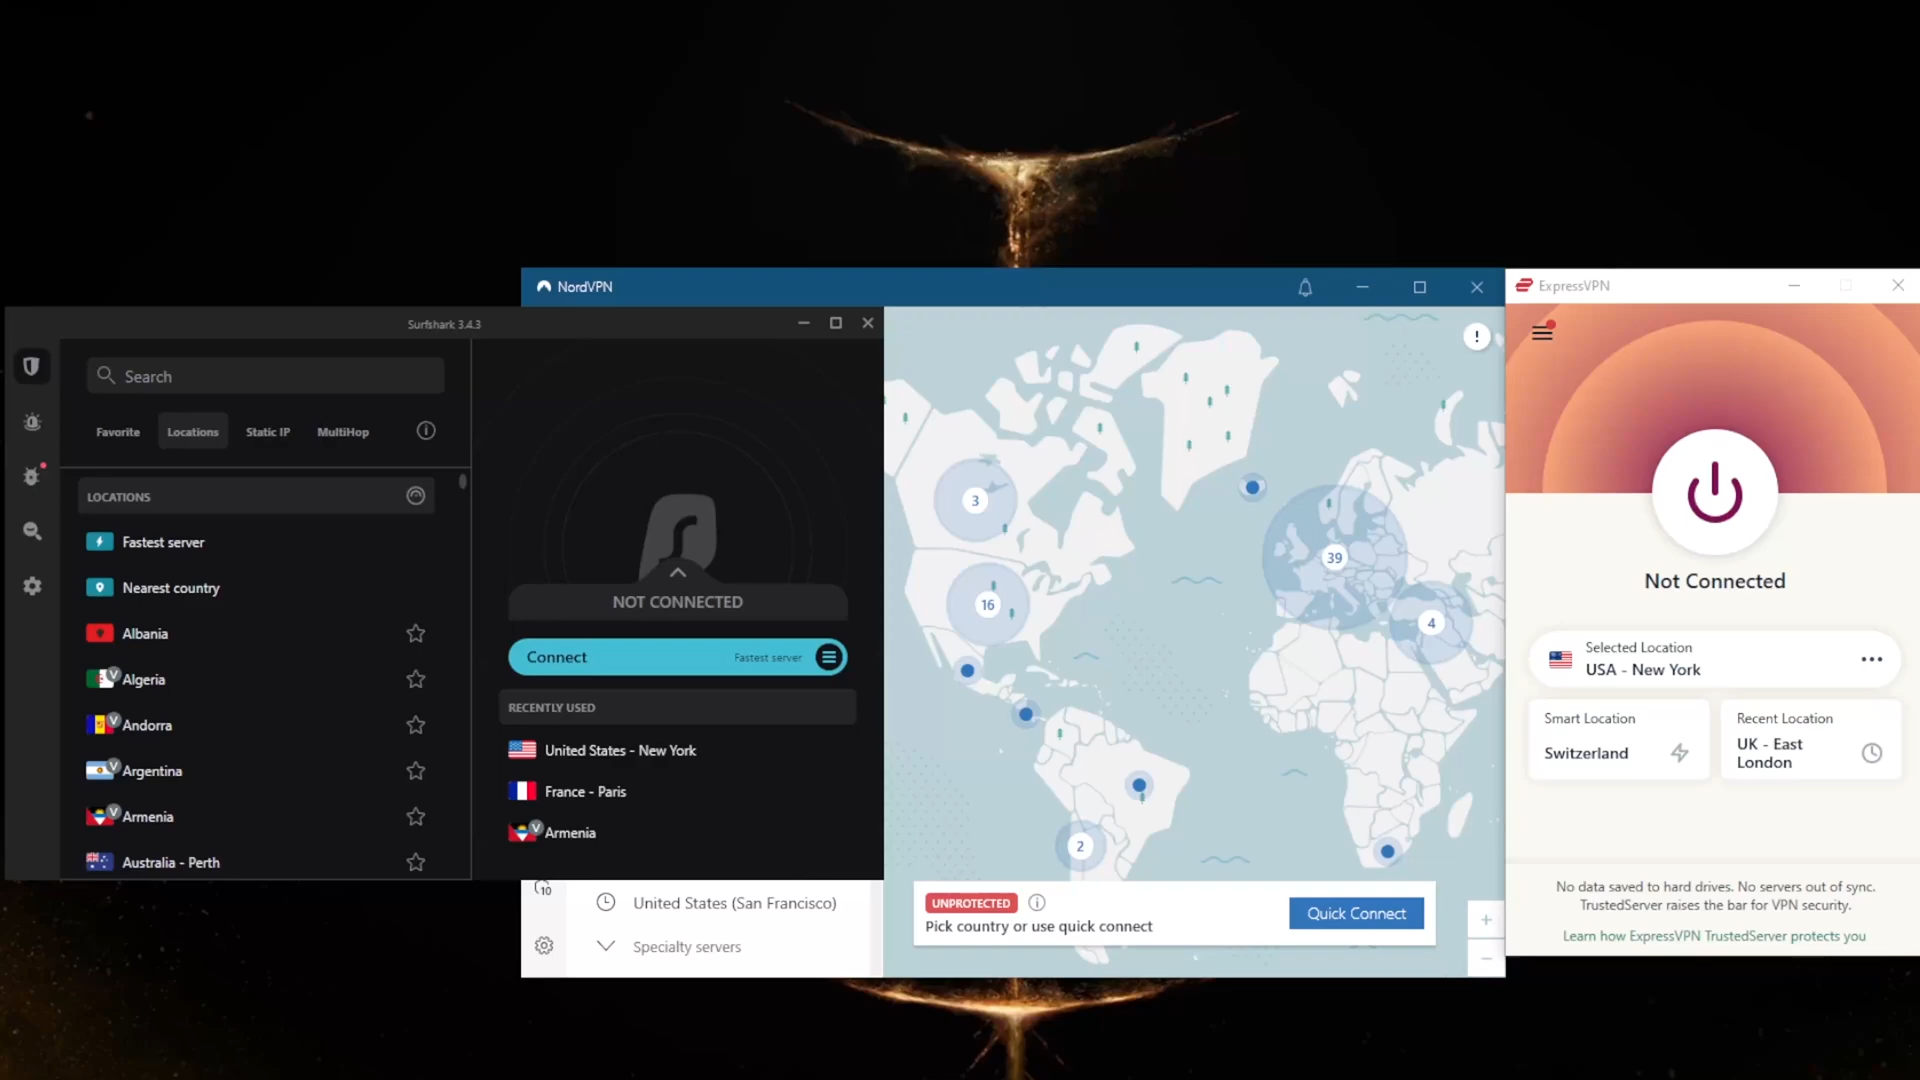 Surfshark 3.4.3
Search
Favorite
Locations
Static IP
MultiHop
LOCATIONS
Fastest server
Nearest country
Albania
V Algeria
V Andorra
V Argentina
V Armenia
Australia - Perth
NOT CONNECTED
Connect
Fastest server
RECENTLY USED
United States - New York
France - Paris
V Armenia
NordVPN
!
3
16
39
4
2
10
United States (San Francisco)
Specialty servers
UNPROTECTED
Pick country or use quick connect
Quick Connect
+
−
ExpressVPN
Not Connected
Selected Location
USA - New York
Smart Location
Switzerland
Recent Location
UK - East
London
No data saved to hard drives. No servers out of sync.
TrustedServer raises the bar for VPN security.
Learn how ExpressVPN TrustedServer protects you